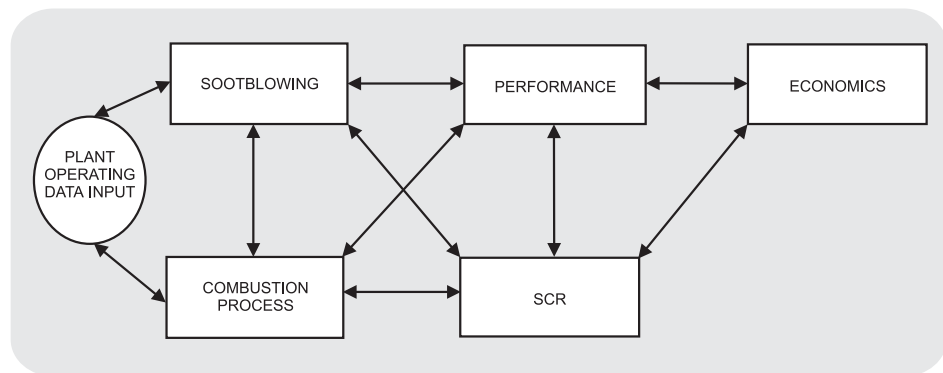 SOOTBLOWING
PERFORMANCE
ECONOMICS
PLANT
OPERATING
DATA INPUT
COMBUSTION
PROCESS
SCR